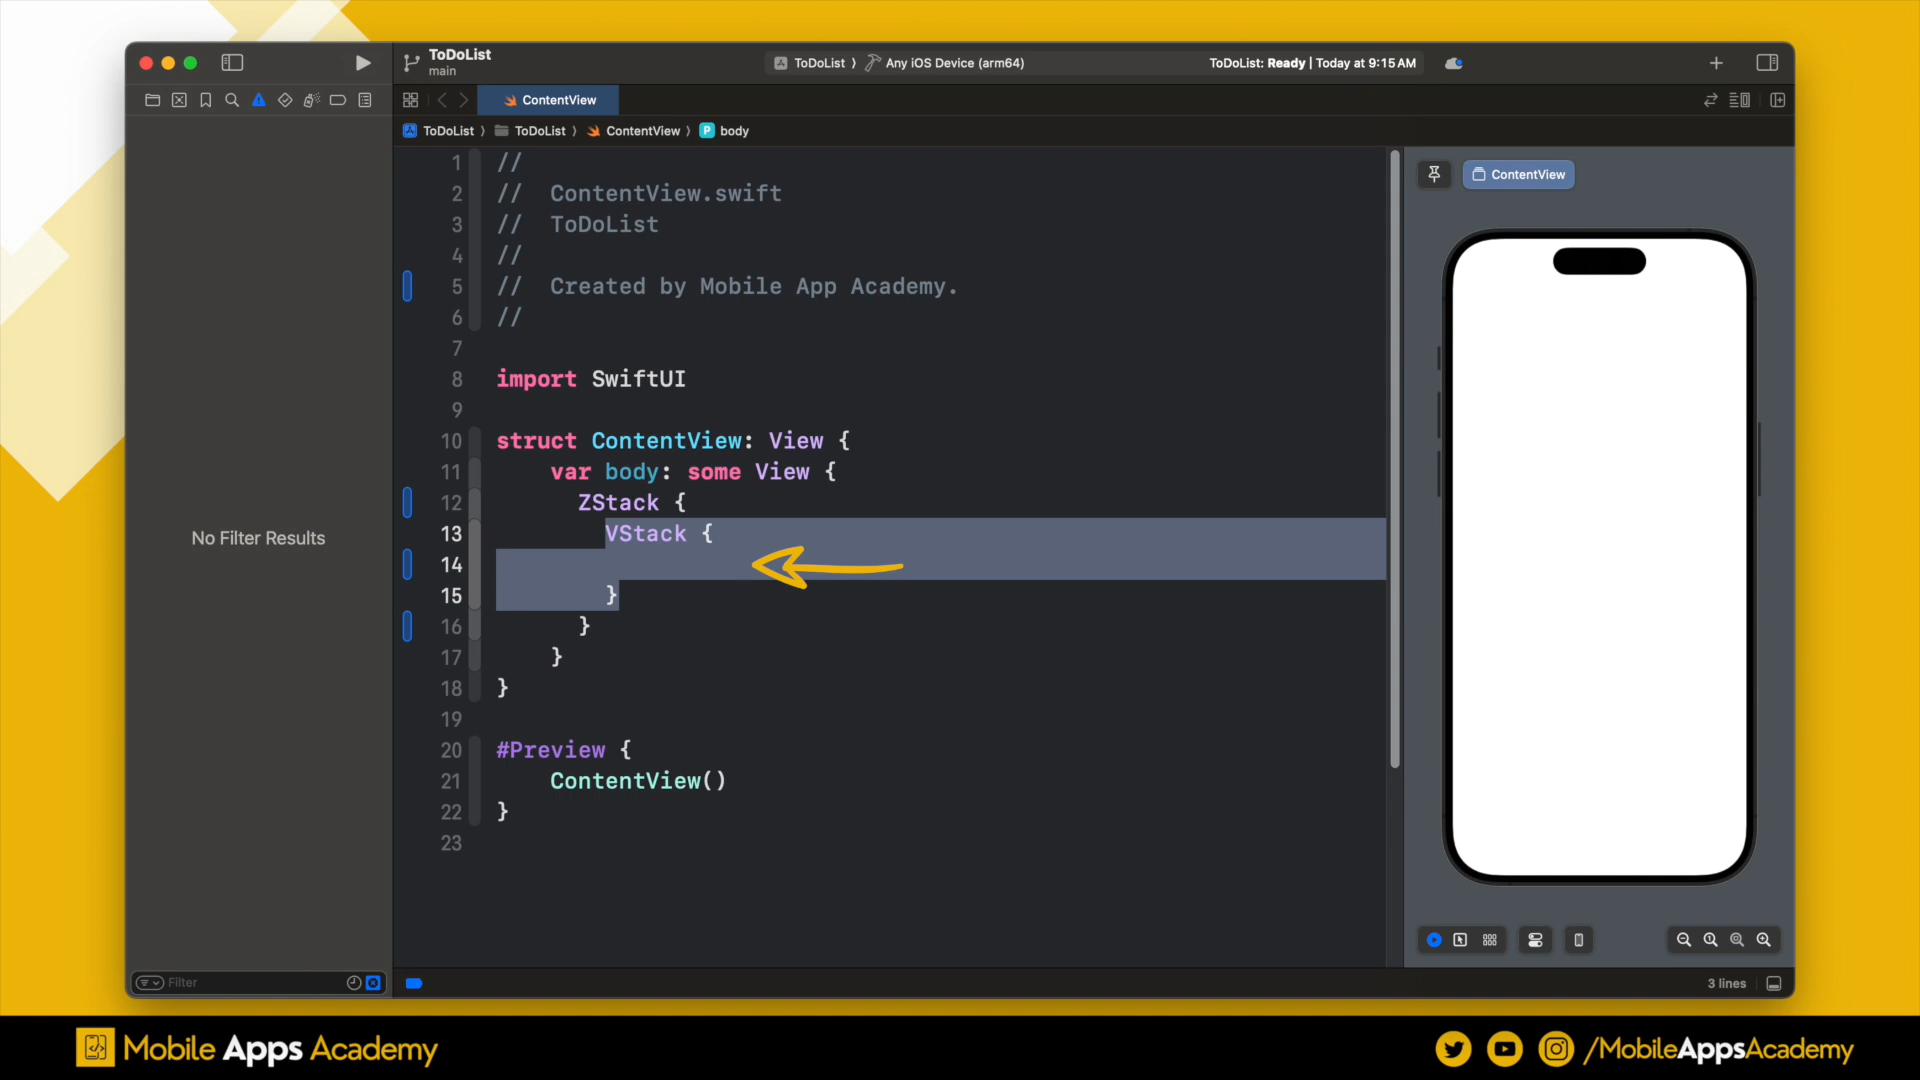 ToDoList
main
ToDoList 〉 Any iOS Device (arm64)
ToDoList: Ready | Today at 9:15 AM
ContentView
ToDoList 〉 ToDoList 〉 ContentView 〉 P body
1 //
2 //  ContentView.swift
3 //  ToDoList
4 //
5 //  Created by Mobile App Academy.
6 //
7
8 import SwiftUI
9
10 struct ContentView: View {
11     var body: some View {
12       ZStack {
13         VStack {
14
15         }
16       }
17     }
18 }
19
20 #Preview {
21     ContentView()
22 }
23
No Filter Results
ContentView
Filter
3 lines
Mobile Apps Academy
/MobileAppsAcademy